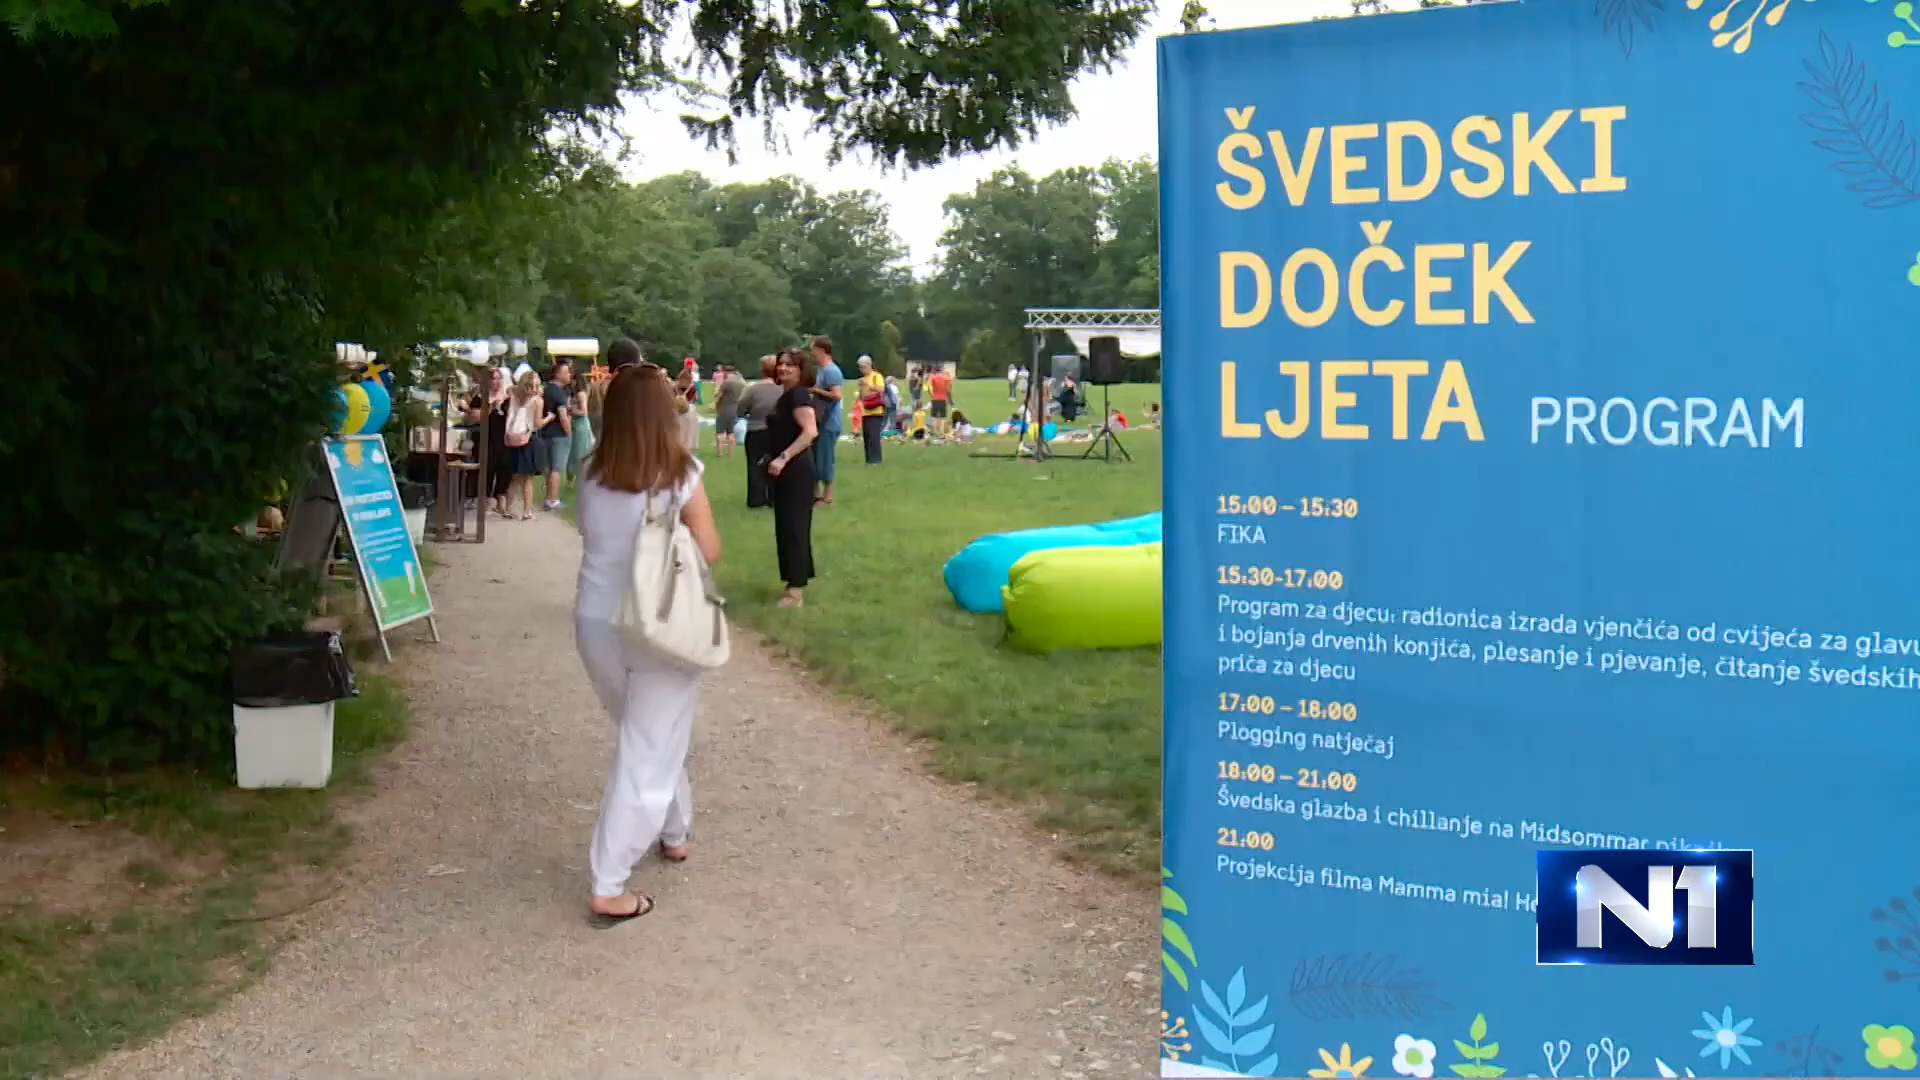 ŠVEDSKI
DOČEK
LJETA PROGRAM
15:00 – 15:30
FIKA
15:30-17:00
Program za djecu: radionica izrada vjenčića od cvijeća za glavu
i bojanja drvenih konjića, plesanje i pjevanje, čitanje švedskih
priča za djecu
17:00 – 18:00
Plogging natječaj
18:00 – 21:00
Švedska glazba i chillanje na Midsommar
21:00
Projekcija filma Mamma mia!
N1